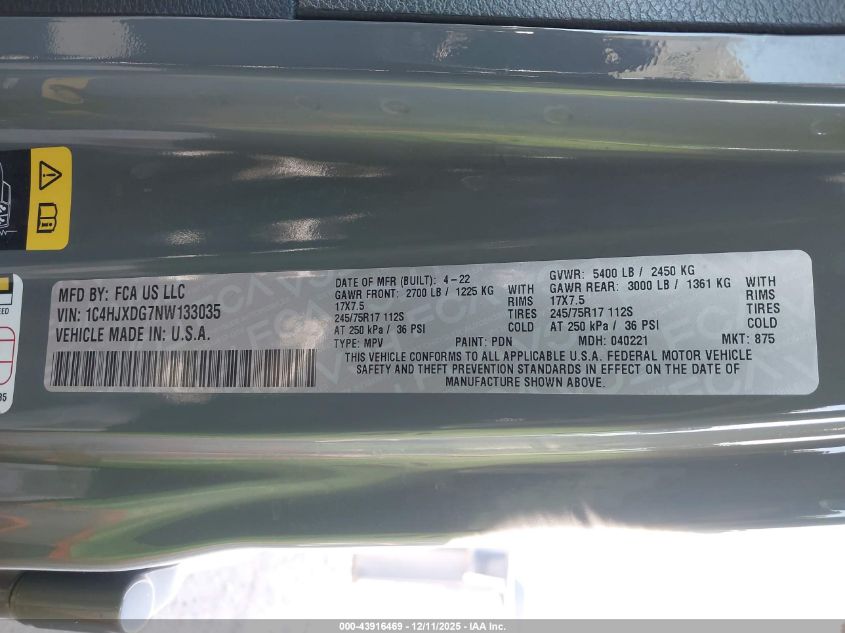 MFD BY: FCA US LLC
VIN: 1C4HJXDG7NW133035
VEHICLE MADE IN: U.S.A.
DATE OF MFR (BUILT): 4-22
GAWR FRONT: 2700 LB / 1225 KG WITH
17X7.5 RIMS
245/75R17 112S TIRES
AT 250 kPa / 36 PSI COLD
GVWR: 5400 LB / 2450 KG
GAWR REAR: 3000 LB / 1361 KG WITH
17X7.5 RIMS
245/75R17 112S TIRES
AT 250 kPa / 36 PSI COLD
TYPE: MPV PAINT: PDN MDH: 040221 MKT: 875
THIS VEHICLE CONFORMS TO ALL APPLICABLE U.S.A. FEDERAL MOTOR VEHICLE
SAFETY AND THEFT PREVENTION STANDARDS IN EFFECT ON THE DATE OF
MANUFACTURE SHOWN ABOVE.
000-43916469 - 12/11/2025 - IAA Inc.